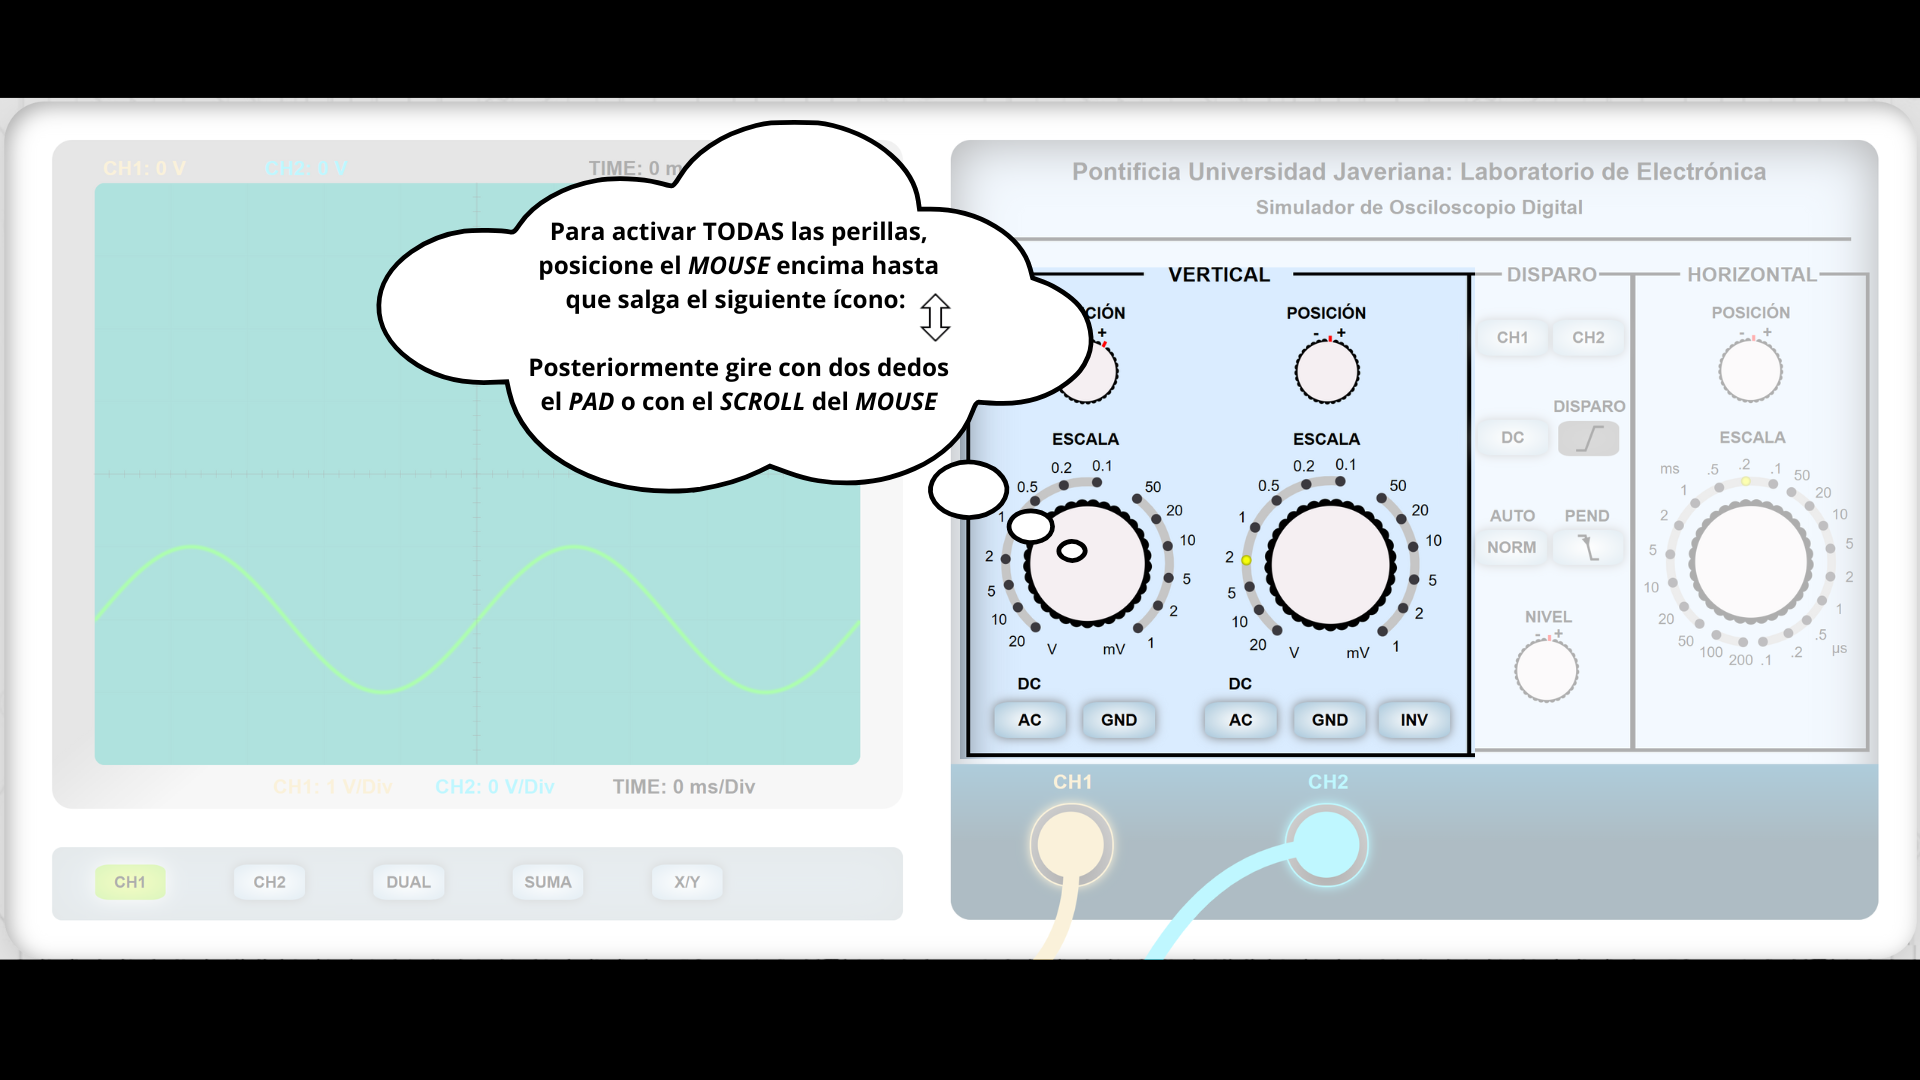 CH1: 0 V
CH2: 0 V
TIME: 0 m
Para activar TODAS las perillas,
posicione el MOUSE encima hasta
que salga el siguiente ícono:
Posteriormente gire con dos dedos
el PAD o con el SCROLL del MOUSE
CH1: 1 V/Div
CH2: 0 V/Div
TIME: 0 ms/Div
CH1
CH2
DUAL
SUMA
X/Y
Pontificia Universidad Javeriana: Laboratorio de Electrónica
Simulador de Osciloscopio Digital
VERTICAL
CIÓN
+
ESCALA
0.2
0.1
0.5
1
2
5
10
20
V
50
20
10
5
2
1
mV
DC
AC
GND
POSICIÓN
- +
ESCALA
0.2
0.1
0.5
1
2
5
10
20
V
50
20
10
5
2
1
mV
DC
AC
GND
INV
DISPARO
CH1
CH2
DC
DISPARO
AUTO
NORM
PEND
NIVEL
- +
HORIZONTAL
POSICIÓN
- +
ESCALA
ms
.5
.2
.1
50
20
10
5
2
1
.5
µs
.2
.1
200
100
50
20
10
5
2
1
CH1
CH2